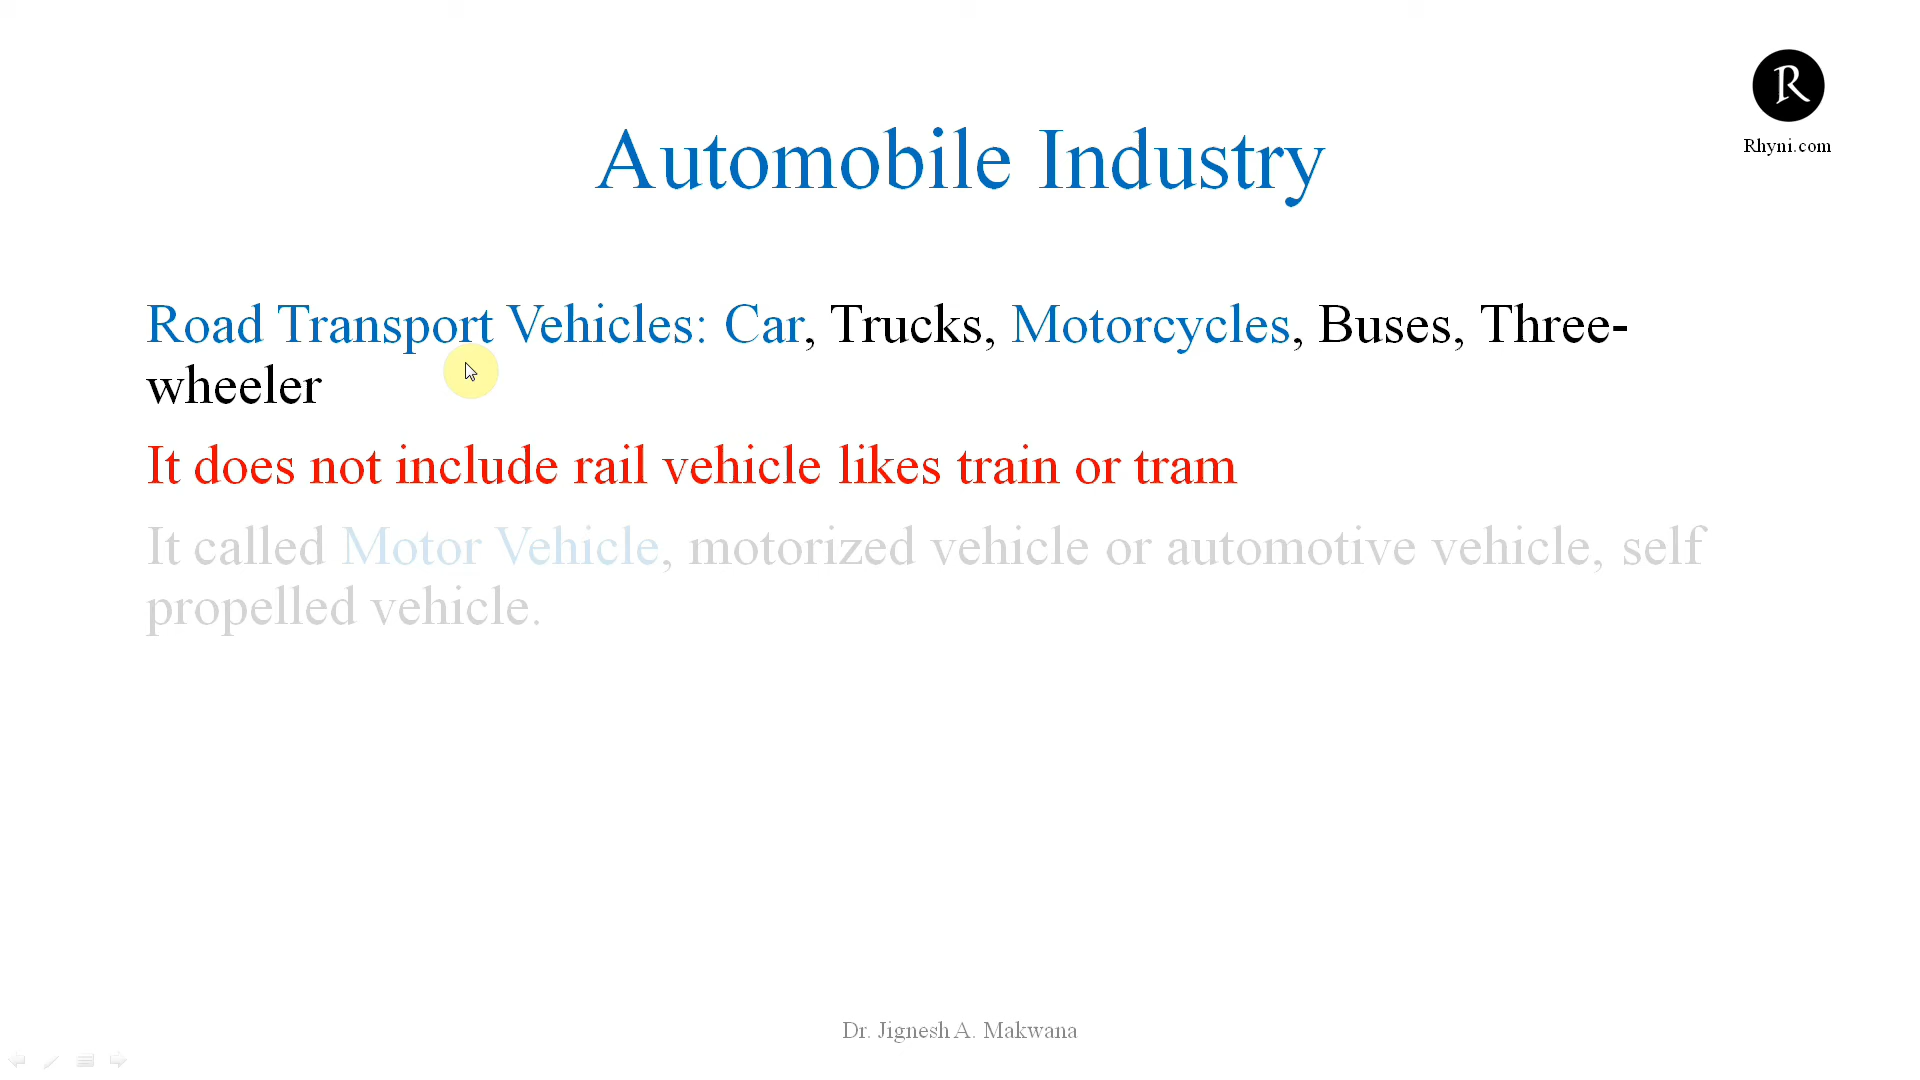 R
Rhyni.com
Automobile Industry
Road Transport Vehicles: Car, Trucks, Motorcycles, Buses, Three-
wheeler
It does not include rail vehicle likes train or tram
It called Motor Vehicle, motorized vehicle or automotive vehicle, self
propelled vehicle.
Dr. Jignesh A. Makwana